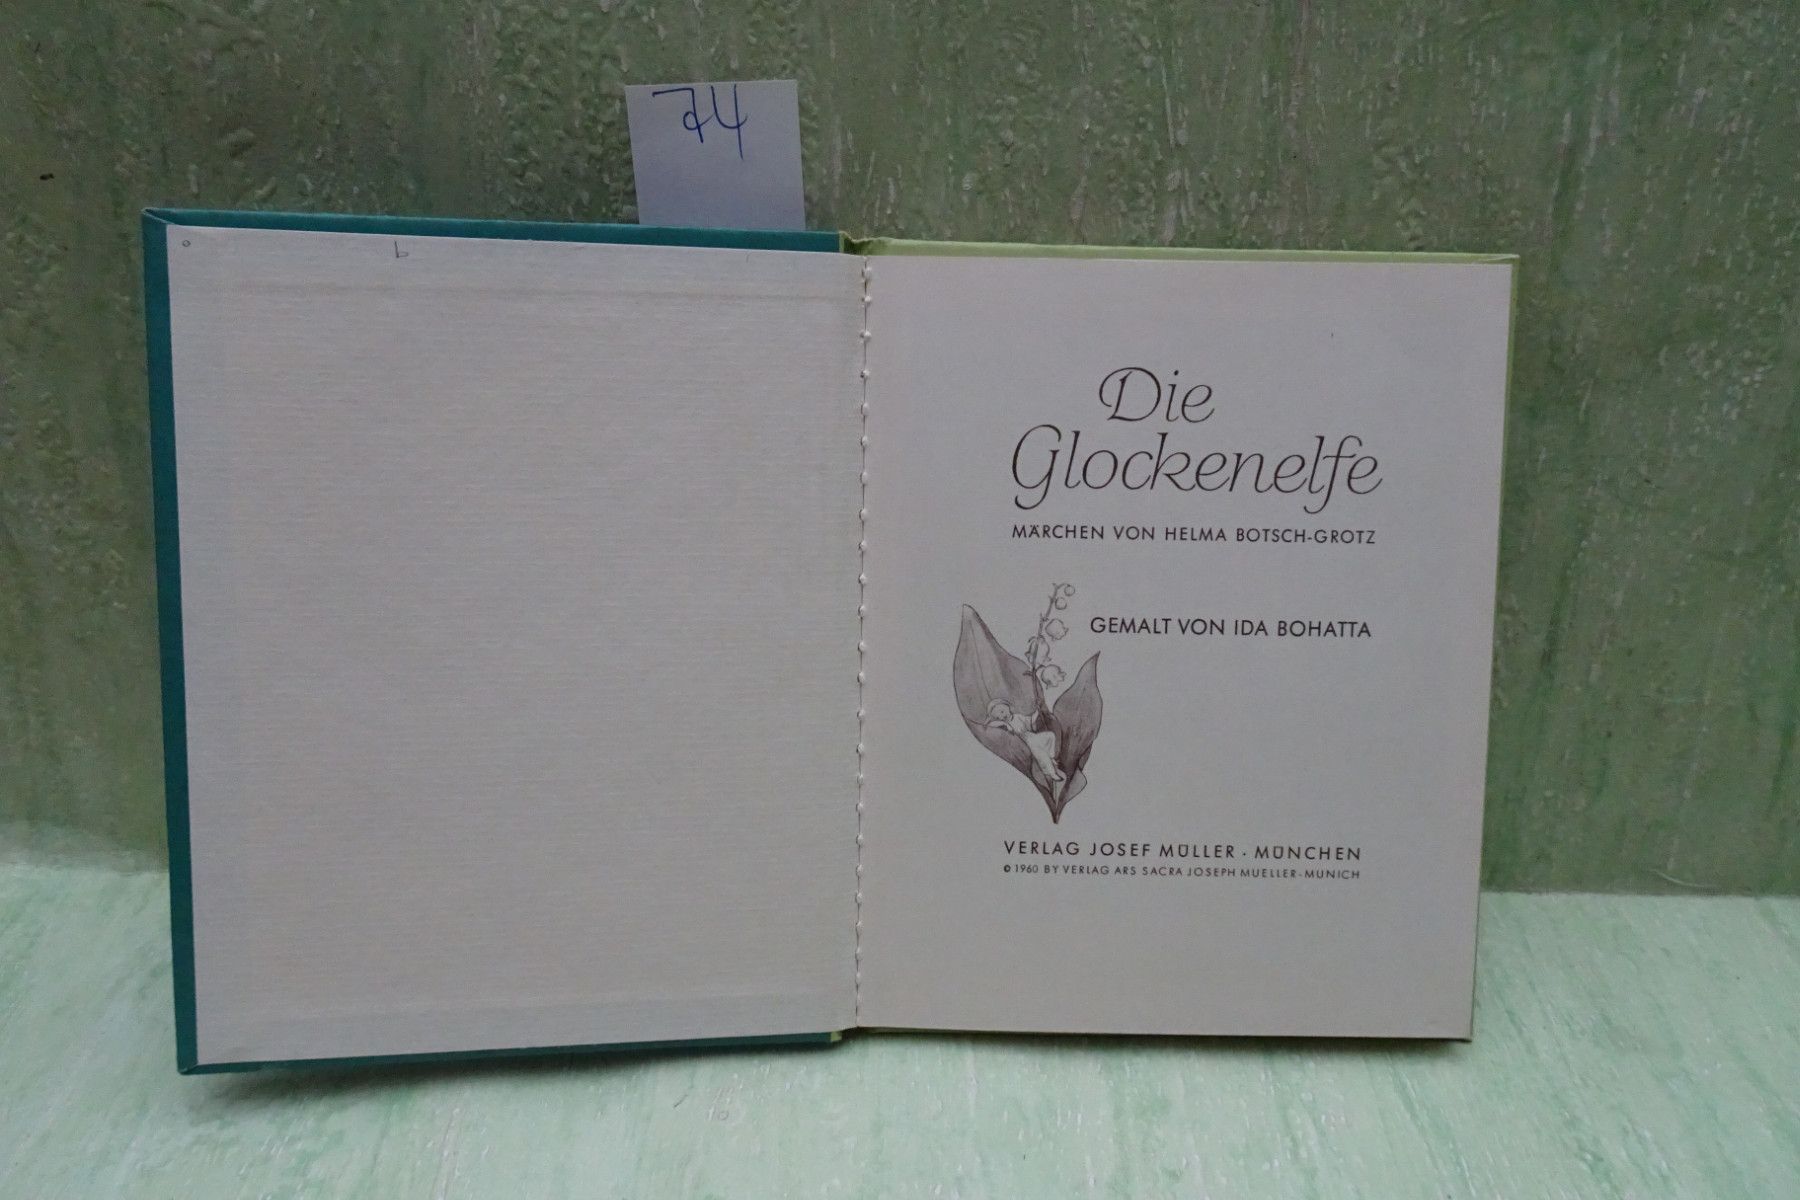 74
b
Die
Glockenelfe
MÄRCHEN VON HELMA BOTSCH-GROTZ
GEMALT VON IDA BOHATTA
VERLAG JOSEF MÜLLER · MÜNCHEN
© 1960 BY VERLAG ARS SACRA JOSEPH MUELLER-MUNICH